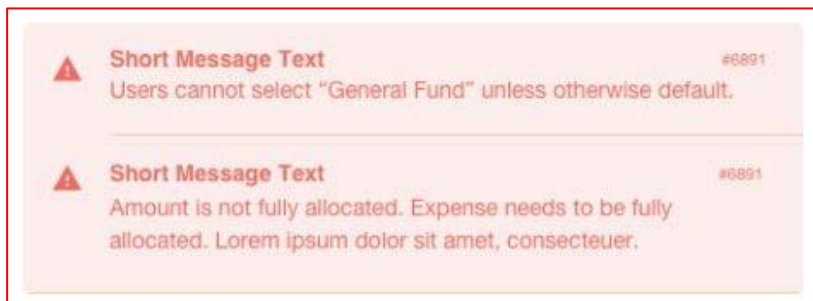 Short Message Text #6891
Users cannot select “General Fund” unless otherwise default.
Short Message Text #6891
Amount is not fully allocated. Expense needs to be fully
allocated. Lorem ipsum dolor sit amet, consecteuer.